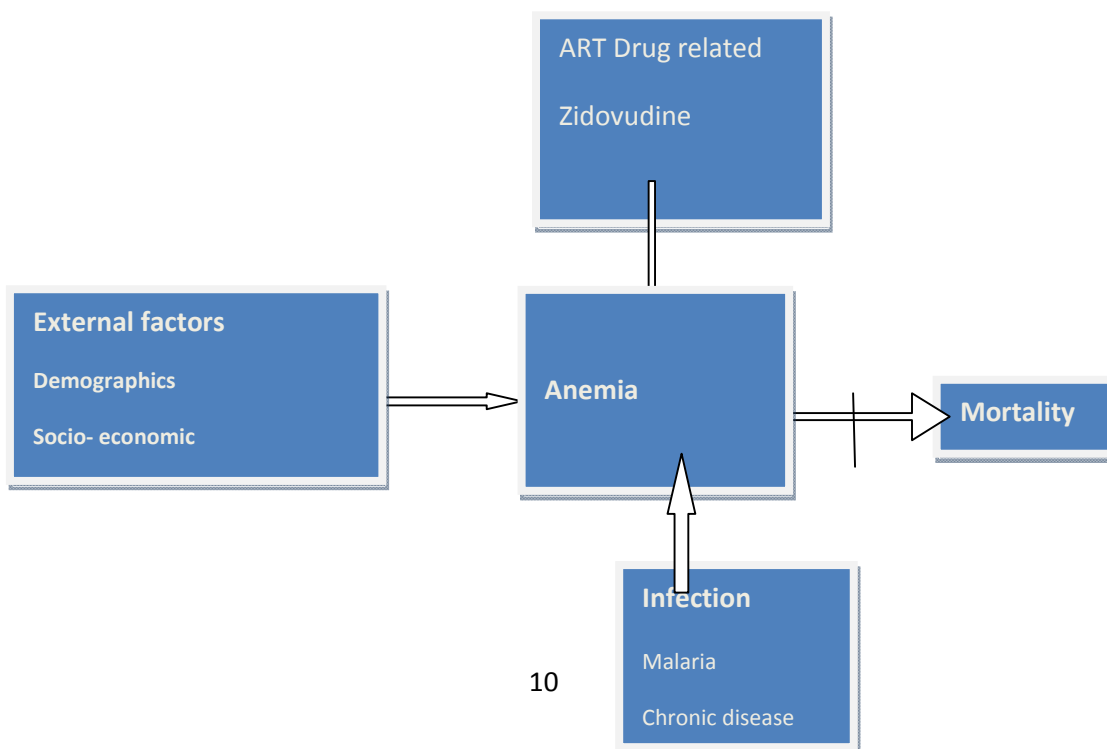 ART Drug related
Zidovudine
External factors
Demographics
Socio- economic
Anemia
Mortality
Infection
Malaria
Chronic disease
10